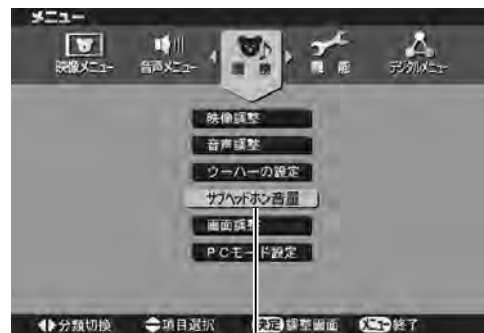 メニュー
映像メニュー 音声メニュー 画 質 機 能 デジタルメニュー
映像調整
音声調整
ウーハーの設定
サブヘッドホン音量
画面調整
PCモード設定
分類切換 項目選択 決定 調整画面 メニュー 終了